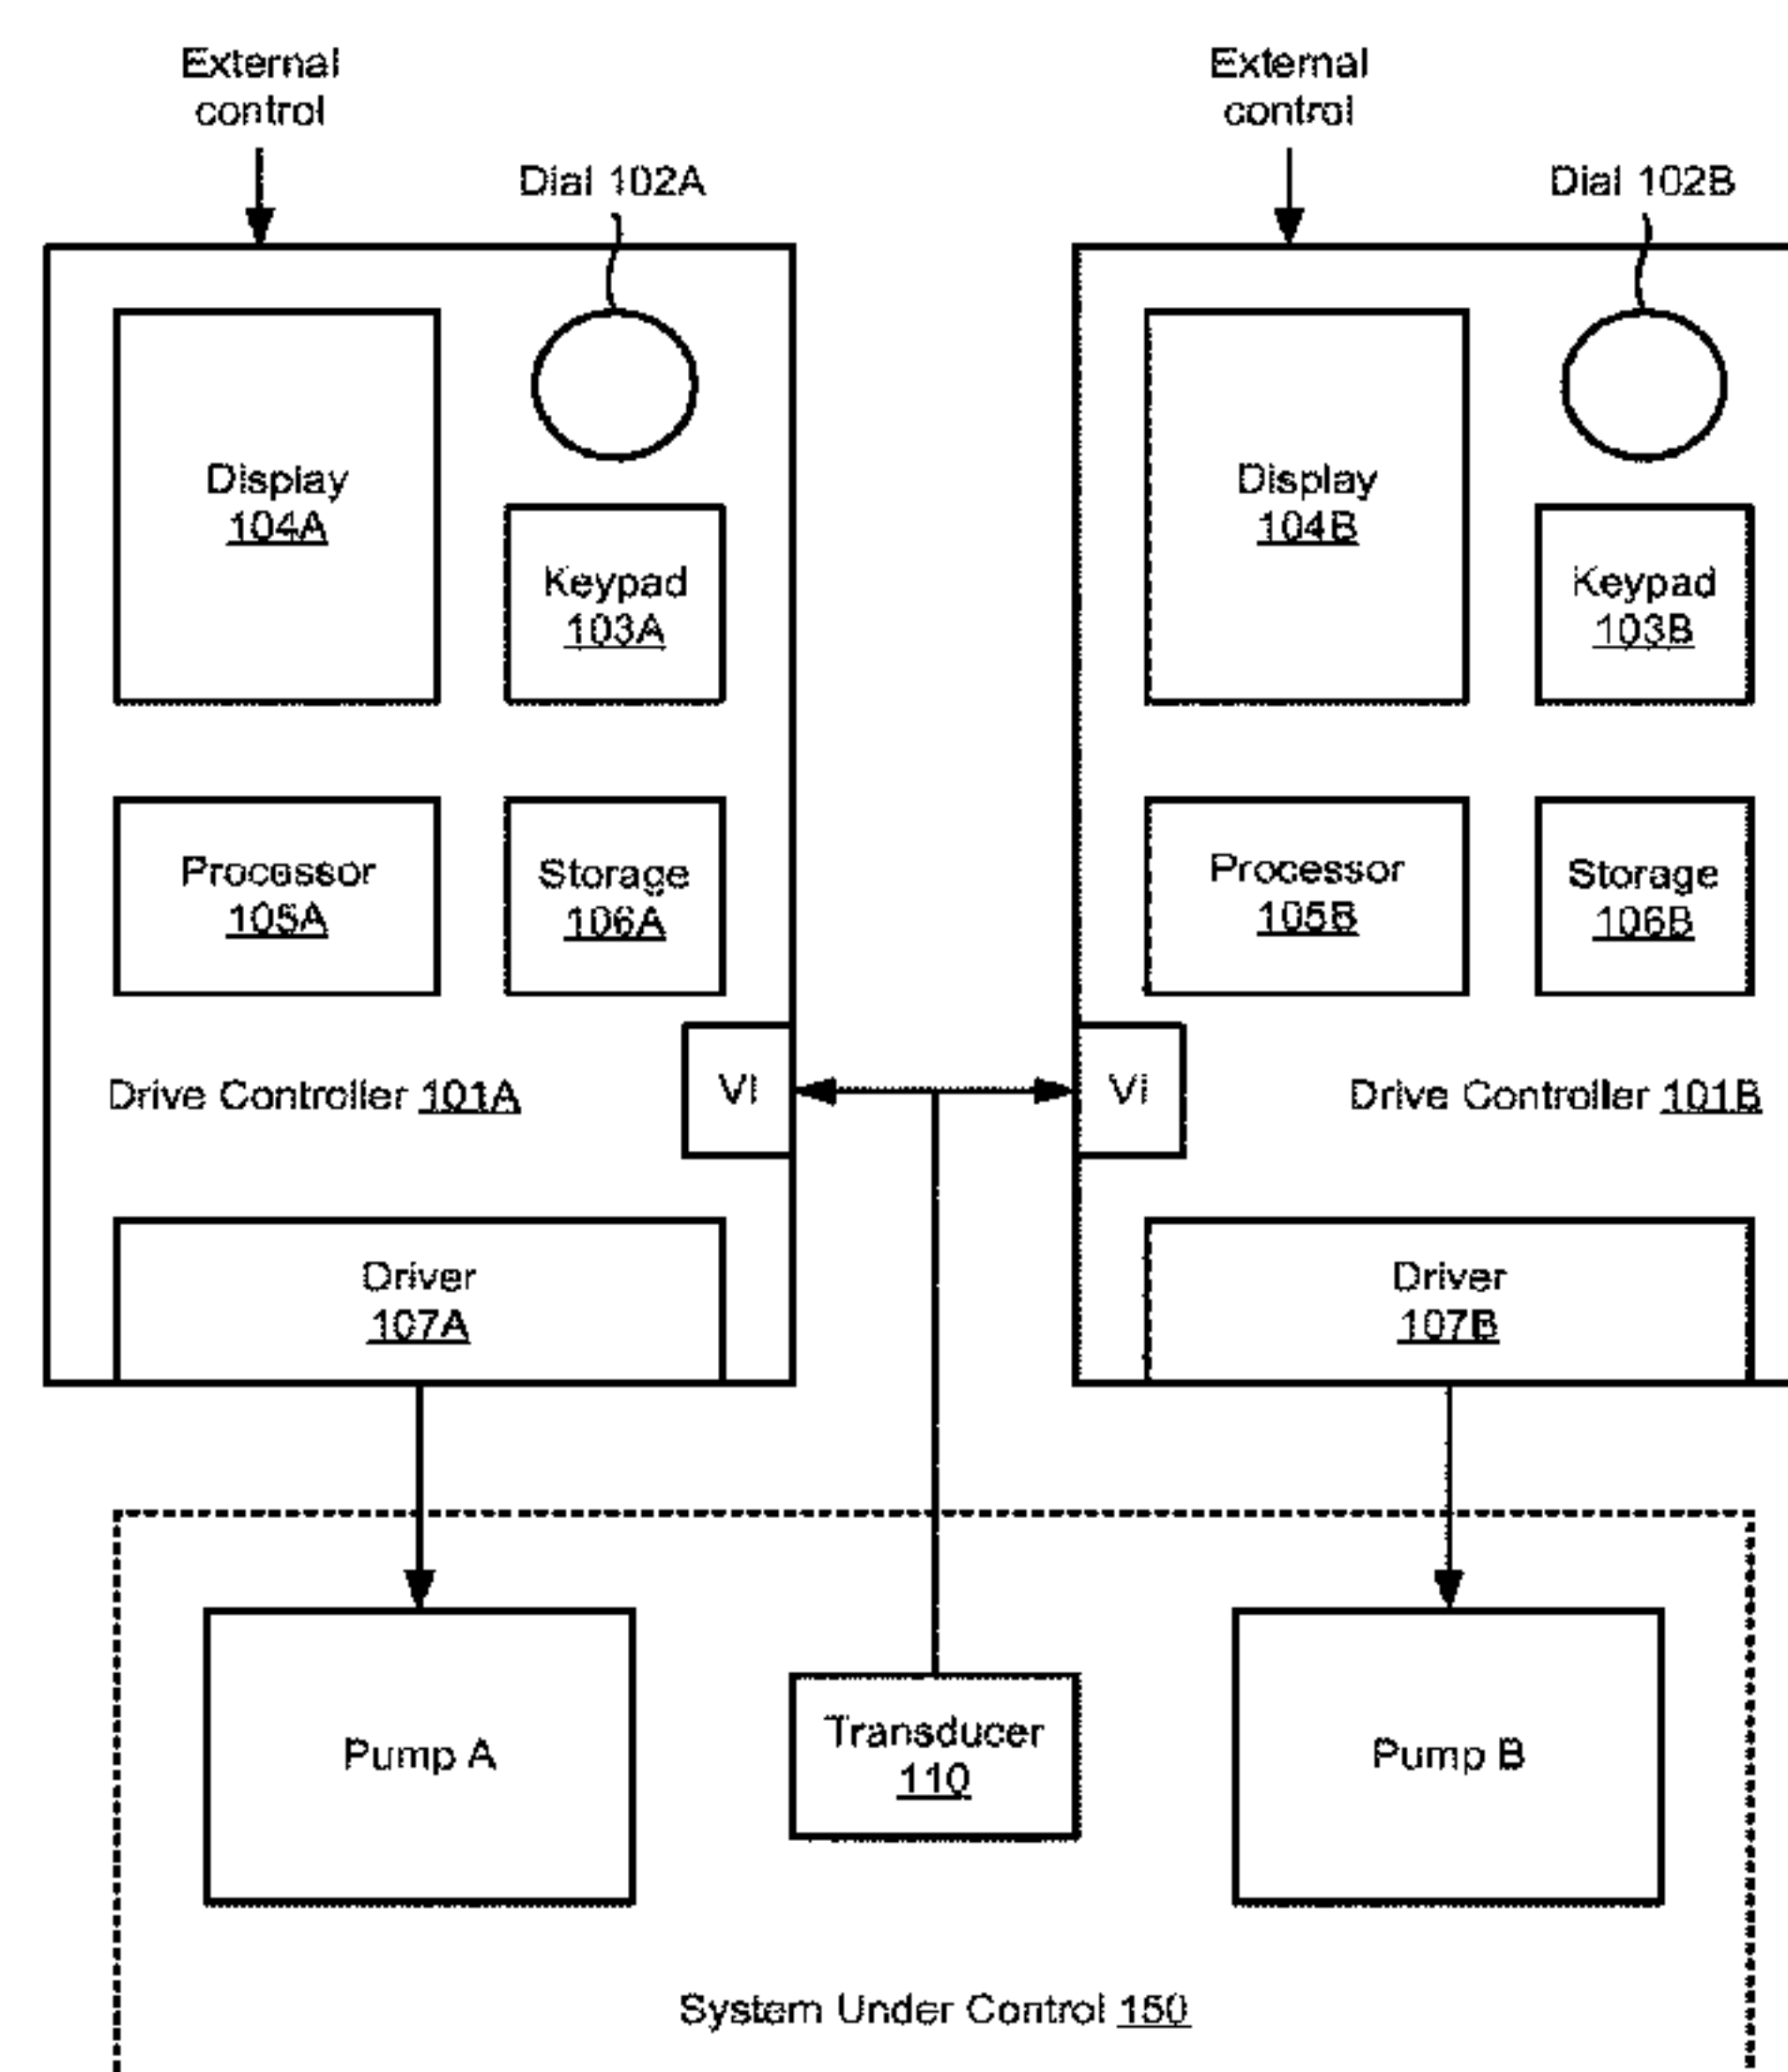 External
control
Dial 102A
Display
104A
Keypad
103A
Processor
105A
Storage
106A
VI
Drive Controller 101A
Driver
107A
External
control
Dial 102B
Display
104B
Keypad
103B
Processor
105B
Storage
106B
VI
Drive Controller 101B
Driver
107B
Pump A
Transducer
110
Pump B
System Under Control 150